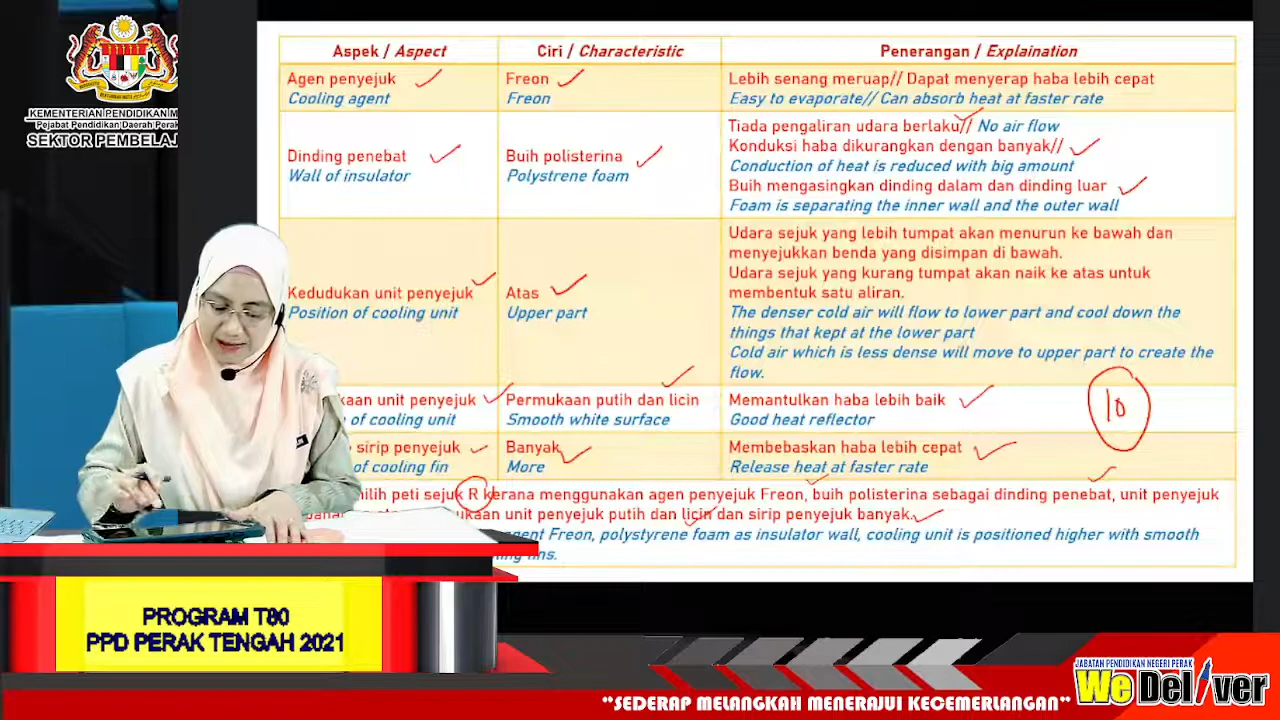 KEMENTERIAN PENDIDIKAN M
Pejabat Pendidikan Daerah Perak
SEKTOR PEMBELAJ
Aspek / Aspect
Ciri / Characteristic
Penerangan / Explaination
Agen penyejuk
Cooling agent
Freon
Freon
Lebih senang meruap// Dapat menyerap haba lebih cepat
Easy to evaporate// Can absorb heat at faster rate
Dinding penebat
Wall of insulator
Buih polisterina
Polystrene foam
Tiada pengaliran udara berlaku// No air flow
Konduksi haba dikurangkan dengan banyak//
Conduction of heat is reduced with big amount
Buih mengasingkan dinding dalam dan dinding luar
Foam is separating the inner wall and the outer wall
Kedudukan unit penyejuk
Position of cooling unit
Atas
Upper part
Udara sejuk yang lebih tumpat akan menurun ke bawah dan
menyejukkan benda yang disimpan di bawah.
Udara sejuk yang kurang tumpat akan naik ke atas untuk
membentuk satu aliran.
The denser cold air will flow to lower part and cool down the
things that kept at the lower part
Cold air which is less dense will move to upper part to create the
flow.
kaan unit penyejuk
of cooling unit
Permukaan putih dan licin
Smooth white surface
Memantulkan haba lebih baik
Good heat reflector
10
sirip penyejuk
of cooling fin
Banyak
More
Membebaskan haba lebih cepat
Release heat at faster rate
ilih peti sejuk R kerana menggunakan agen penyejuk Freon, buih polisterina sebagai dinding penebat, unit penyejuk
ukaan unit penyejuk putih dan licin dan sirip penyejuk banyak.
Freon, polystyrene foam as insulator wall, cooling unit is positioned higher with smooth
fins.
PROGRAM T80
PPD PERAK TENGAH 2021
JABATAN PENDIDIKAN NEGERI PERAK
We Deliver
"SEDERAP MELANGKAH MENERAJUI KECEMERLANGAN"